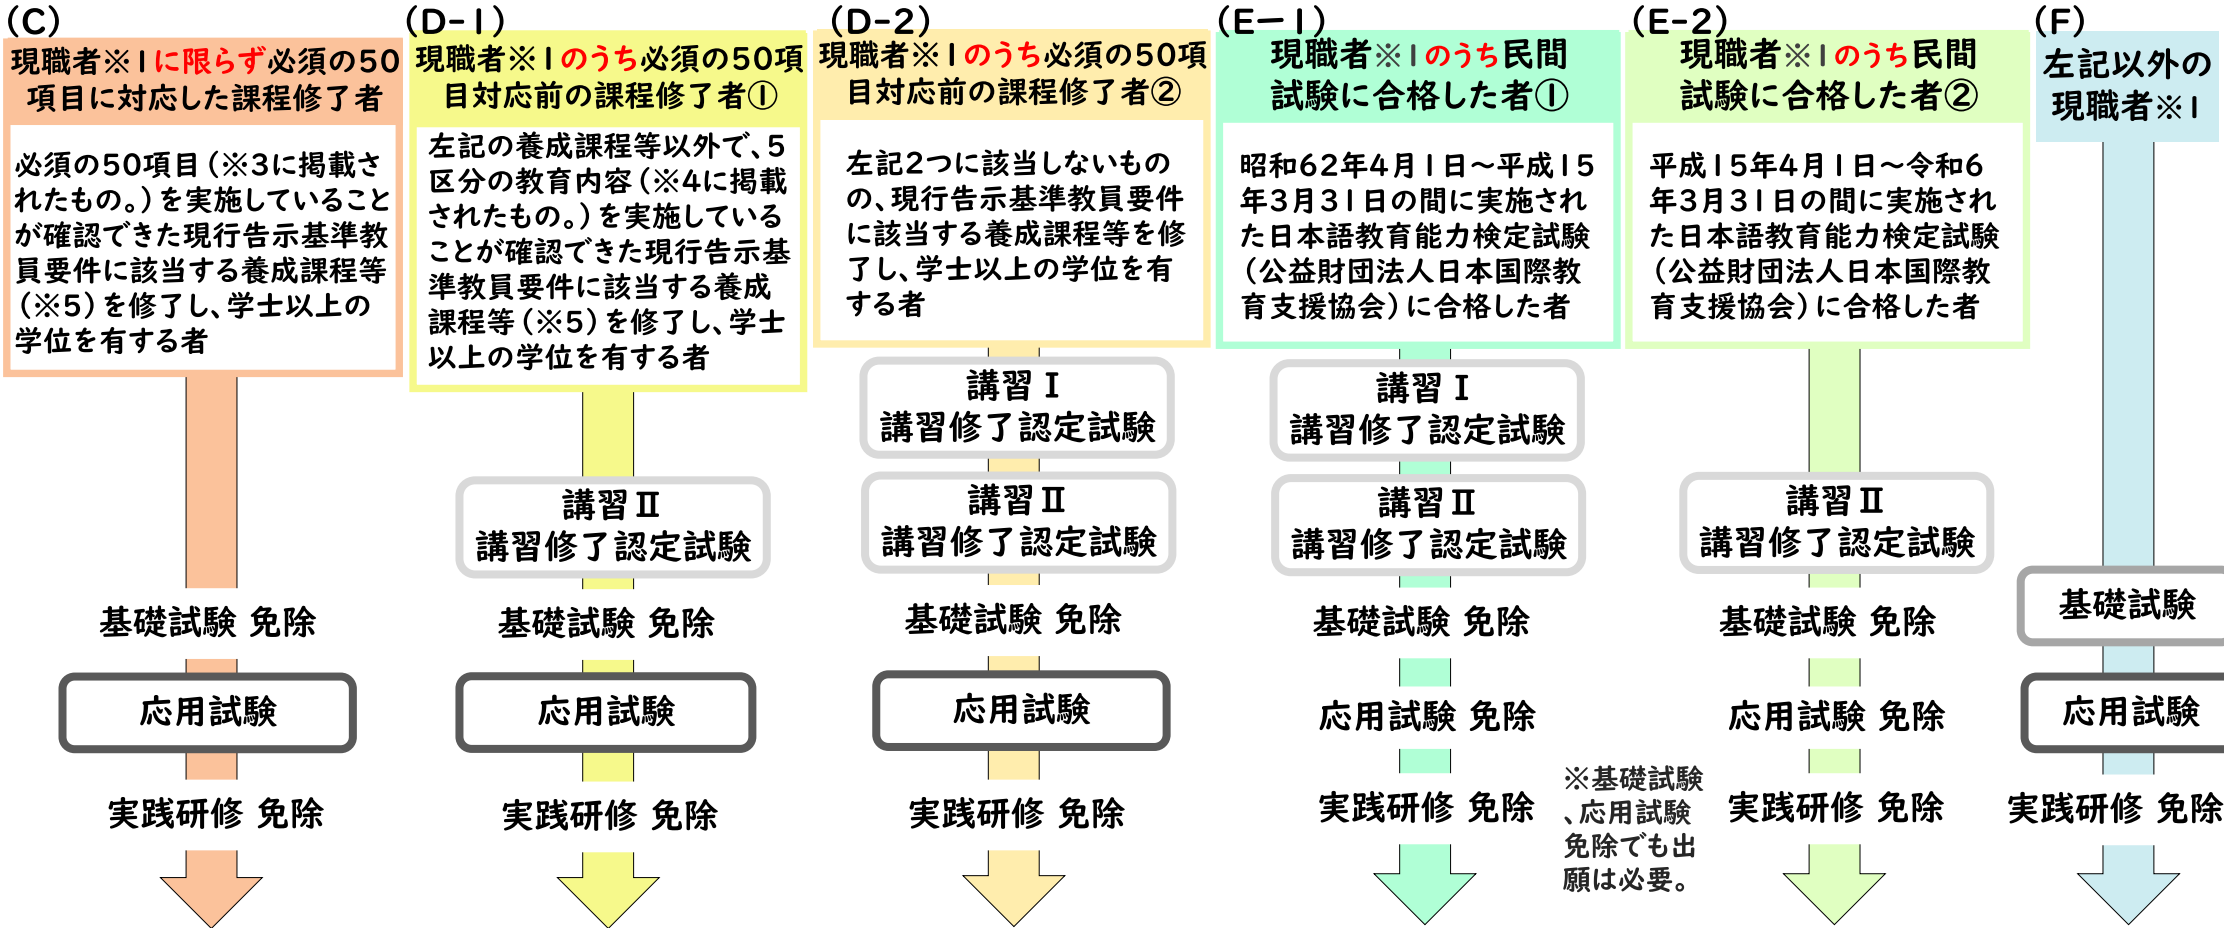 (C)
現職者※1に限らず必須の50
項目に対応した課程修了者
必須の50項目(※3に掲載さ
れたもの。)を実施していること
が確認できた現行告示基準教
員要件に該当する養成課程等
(※5)を修了し、学士以上の
学位を有する者
基礎試験 免除
応用試験
実践研修 免除
(D-1)
現職者※1のうち必須の50項
目対応前の課程修了者①
左記の養成課程等以外で、5
区分の教育内容(※4に掲載
されたもの。)を実施している
ことが確認できた現行告示基
準教員要件に該当する養成
課程等(※5)を修了し、学士
以上の学位を有する者
講習Ⅱ
講習修了認定試験
基礎試験 免除
応用試験
実践研修 免除
(D-2)
現職者※1のうち必須の50項
目対応前の課程修了者②
左記2つに該当しないもの
の、現行告示基準教員要件
に該当する養成課程等を修
了し、学士以上の学位を有
する者
講習Ⅰ
講習修了認定試験
講習Ⅱ
講習修了認定試験
基礎試験 免除
応用試験
実践研修 免除
(E-1)
現職者※1のうち民間
試験に合格した者①
昭和62年4月1日~平成15
年3月31日の間に実施され
た日本語教育能力検定試験
(公益財団法人日本国際教
育支援協会)に合格した者
講習Ⅰ
講習修了認定試験
講習Ⅱ
講習修了認定試験
基礎試験 免除
応用試験 免除
実践研修 免除
※基礎試験
、応用試験
免除でも出
願は必要。
(E-2)
現職者※1のうち民間
試験に合格した者②
平成15年4月1日~令和6
年3月31日の間に実施され
た日本語教育能力検定試験
(公益財団法人日本国際教
育支援協会)に合格した者
講習Ⅱ
講習修了認定試験
基礎試験 免除
応用試験 免除
実践研修 免除
(F)
左記以外の
現職者※1
基礎試験
応用試験
実践研修 免除